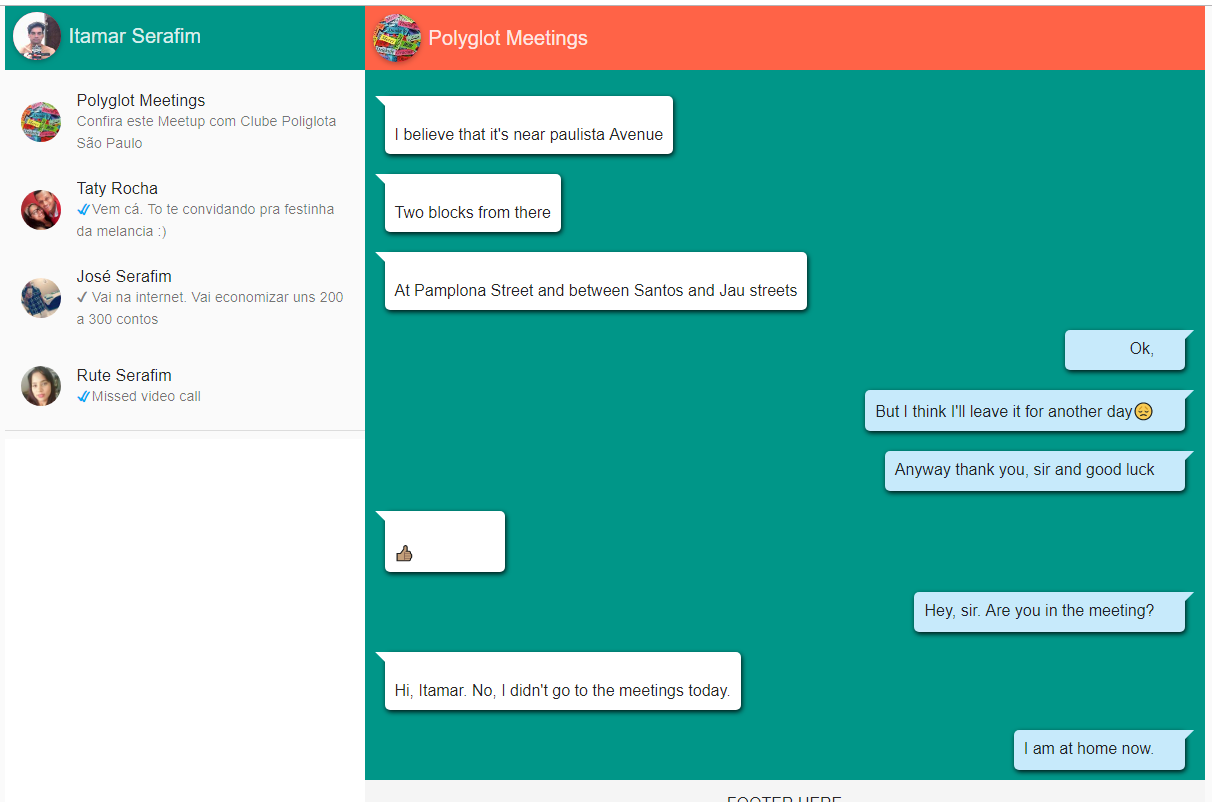 Itamar Serafim
Polyglot Meetings
Confira este Meetup com Clube Poliglota
São Paulo
Taty Rocha
Vem cá. To te convidando pra festinha
da melancia :)
José Serafim
✓ Vai na internet. Vai economizar uns 200
a 300 contos
Rute Serafim
Missed video call
Polyglot Meetings
I believe that it's near paulista Avenue
Two blocks from there
At Pamplona Street and between Santos and Jau streets
Ok,
But I think I'll leave it for another day😔
Anyway thank you, sir and good luck
👍🏽
Hey, sir. Are you in the meeting?
Hi, Itamar. No, I didn't go to the meetings today.
I am at home now.
FOOTER HERE